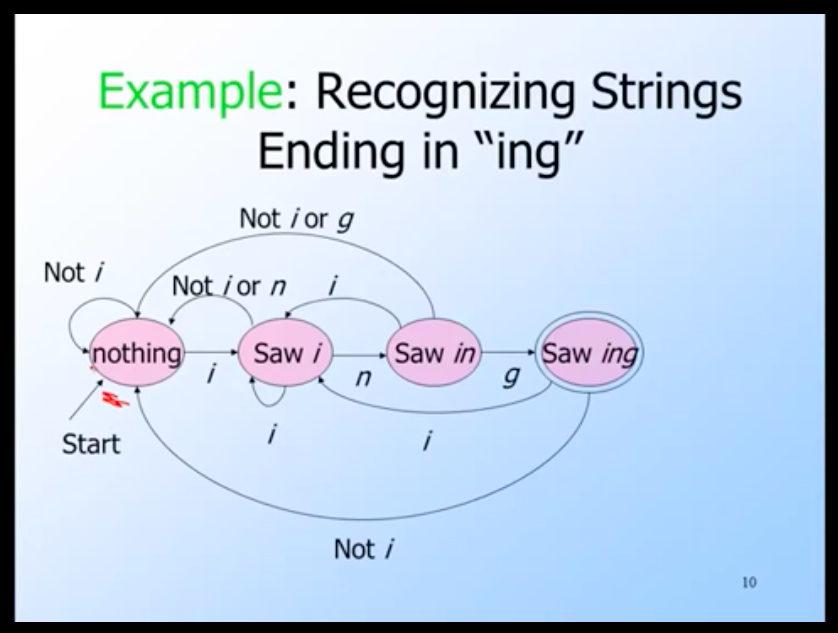 Example: Recognizing Strings
Ending in “ing”
Not i or g
Not i
Not i or n
i
nothing
Saw i
Saw in
Saw ing
i
n
g
Start
i
i
Not i
10